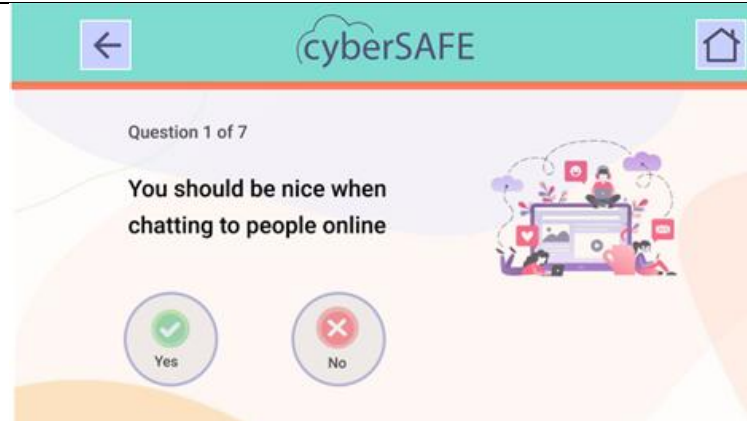 cyberSAFE
Question 1 of 7
You should be nice when
chatting to people online
Yes
No